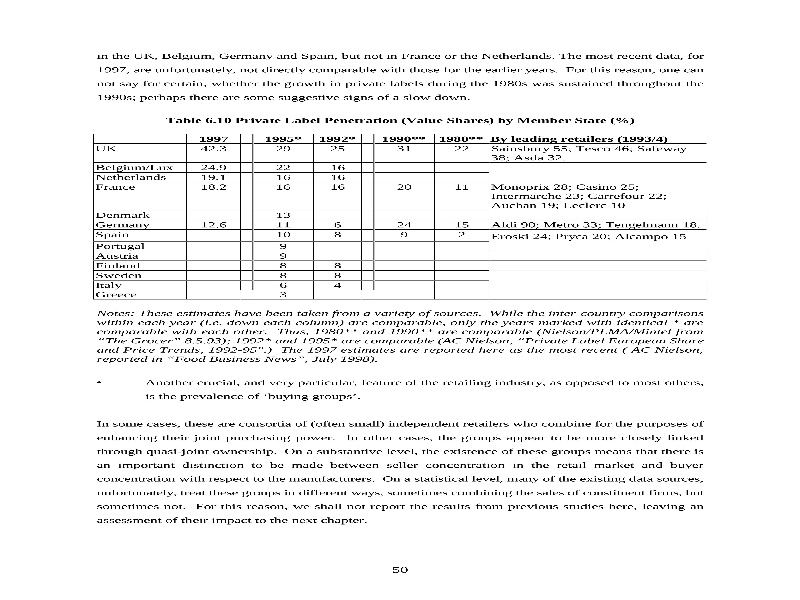 in the UK, Belgium, Germany and Spain, but not in France or the Netherlands. The most recent data, for
1997, are unfortunately, not directly comparable with those for the earlier years. For this reason, one can
not say for certain, whether the growth in private labels during the 1980s was sustained throughout the
1990s; perhaps there are some suggestive signs of a slow down.
Table 6.10 Private Label Penetration (Value Shares) by Member State (%)
1997 1995* 1992* 1990** 1980** By leading retailers (1993/4)
UK 42.3 29 25 31 22 Sainsbury 55; Tesco 46; Safeway
38; Asda 32
Belgium/Lux 24.9 22 16
Netherlands 19.1 16 16
France 18.2 16 16 20 11 Monoprix 28; Casino 25;
Intermarche 23; Carrefour 22;
Auchan 19; Leclerc 10
Denmark 13
Germany 12.6 11 6 24 15 Aldi 90; Metro 33; Tengelmann 18.
Spain 10 8 9 2 Eroski 24; Pryca 20; Alcampo 15
Portugal 9
Austria 9
Finland 8 8
Sweden 8 8
Italy 6 4
Greece 3
Notes: These estimates have been taken from a variety of sources. While the inter country comparisons
within each year (i.e. down each column) are comparable, only the years marked with identical * are
comparable with each other. Thus, 1980** and 1990** are comparable (Nielson/PLMA/Mintel from
"The Grocer" 8.5.93); 1992* and 1995* are comparable (AC Nielson, "Private Label European Share
and Price Trends, 1992-95".) The 1997 estimates are reported here as the most recent ( AC Nielson,
reported in "Food Business News", July 1998).
• Another crucial, and very particular, feature of the retailing industry, as opposed to most others,
is the prevalence of 'buying groups'.
In some cases, these are consortia of (often small) independent retailers who combine for the purposes of
enhancing their joint purchasing power. In other cases, the groups appear to be more closely linked
through quasi-joint ownership. On a substantive level, the existence of these groups means that there is
an important distinction to be made between seller concentration in the retail market and buyer
concentration with respect to the manufacturers. On a statistical level, many of the existing data sources,
unfortunately, treat these groups in different ways, sometimes combining the sales of constituent firms, but
sometimes not. For this reason, we shall not report the results from previous studies here, leaving an
assessment of their impact to the next chapter.
50